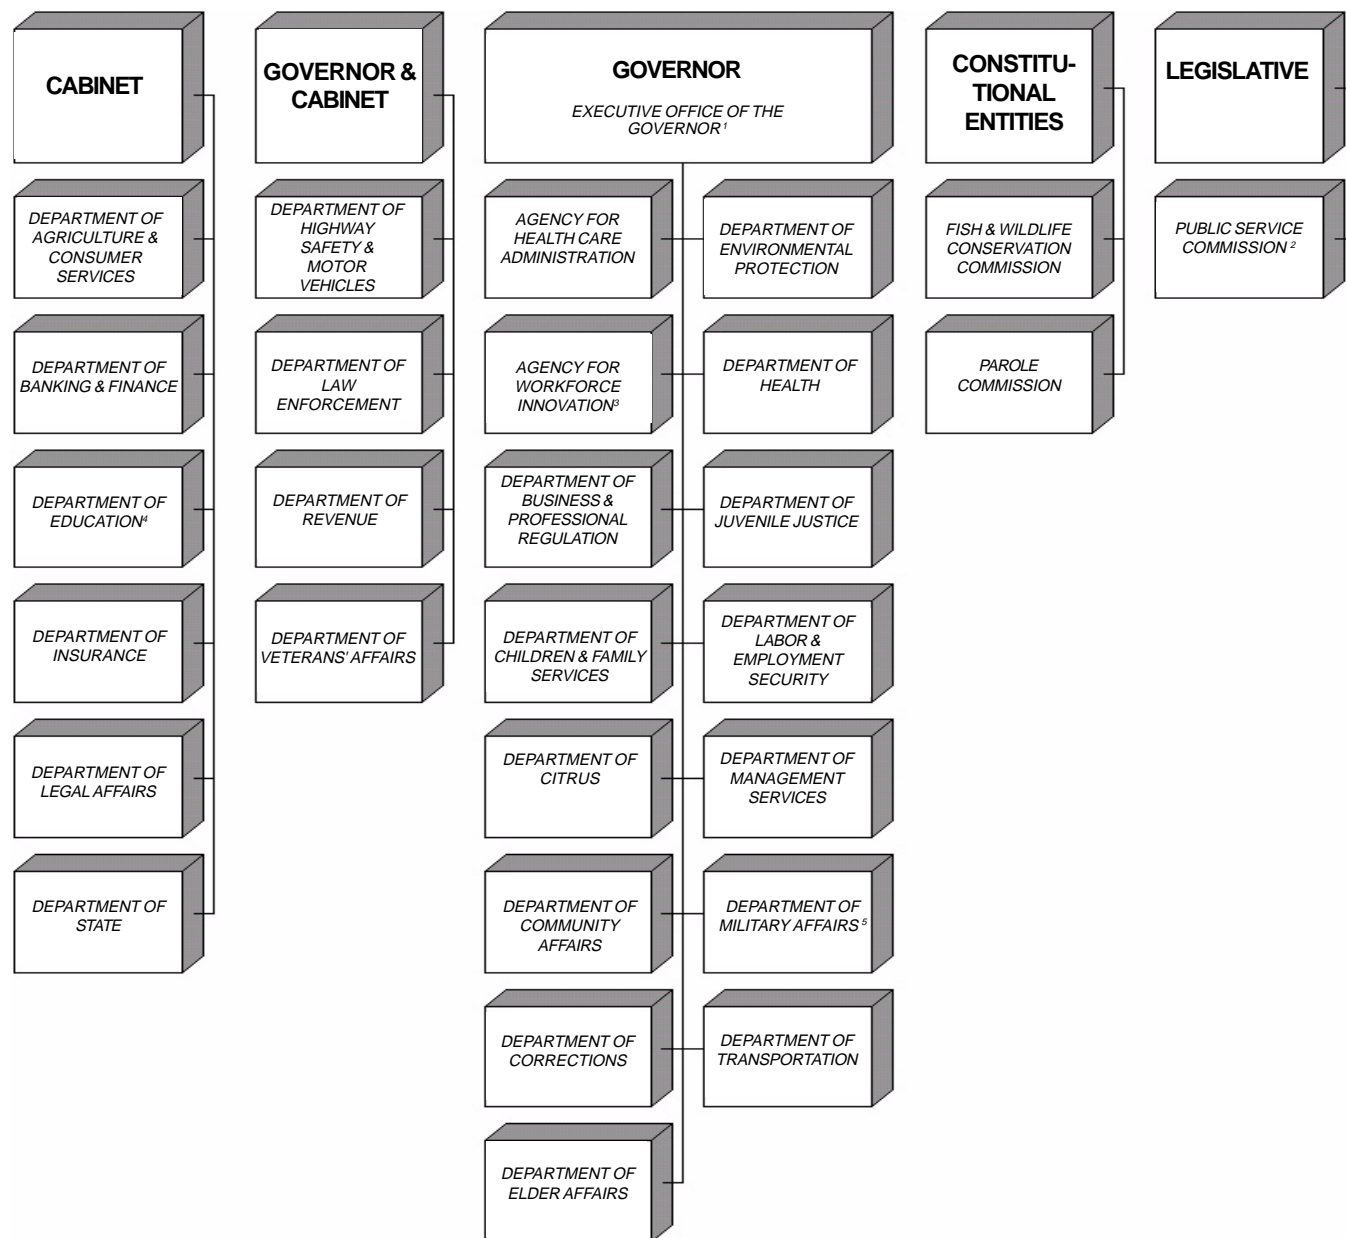 CABINET
GOVERNOR &
CABINET
GOVERNOR
EXECUTIVE OFFICE OF THE
GOVERNOR¹
CONSTITU-
TIONAL
ENTITIES
LEGISLATIVE
DEPARTMENT OF
AGRICULTURE &
CONSUMER
SERVICES
DEPARTMENT OF
BANKING & FINANCE
DEPARTMENT OF
EDUCATION⁴
DEPARTMENT OF
INSURANCE
DEPARTMENT OF
LEGAL AFFAIRS
DEPARTMENT OF
STATE
DEPARTMENT OF
HIGHWAY
SAFETY &
MOTOR
VEHICLES
DEPARTMENT OF
LAW
ENFORCEMENT
DEPARTMENT OF
REVENUE
DEPARTMENT OF
VETERANS' AFFAIRS
AGENCY FOR
HEALTH CARE
ADMINISTRATION
AGENCY FOR
WORKFORCE
INNOVATION³
DEPARTMENT OF
BUSINESS &
PROFESSIONAL
REGULATION
DEPARTMENT OF
CHILDREN & FAMILY
SERVICES
DEPARTMENT OF
CITRUS
DEPARTMENT OF
COMMUNITY
AFFAIRS
DEPARTMENT OF
CORRECTIONS
DEPARTMENT OF
ELDER AFFAIRS
DEPARTMENT OF
ENVIRONMENTAL
PROTECTION
DEPARTMENT OF
HEALTH
DEPARTMENT OF
JUVENILE JUSTICE
DEPARTMENT OF
LABOR &
EMPLOYMENT
SECURITY
DEPARTMENT OF
MANAGEMENT
SERVICES
DEPARTMENT OF
MILITARY AFFAIRS ⁵
DEPARTMENT OF
TRANSPORTATION
FISH & WILDLIFE
CONSERVATION
COMMISSION
PAROLE
COMMISSION
PUBLIC SERVICE
COMMISSION ²